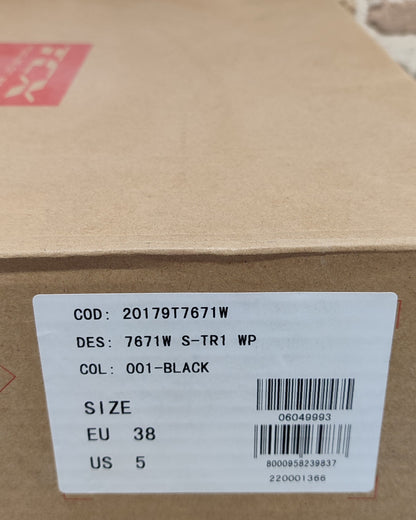 COD: 20179T7671W
DES: 7671W S-TR1 WP
COL: 001-BLACK
SIZE
EU 38
US 5
06049993
8000958239837
220001366